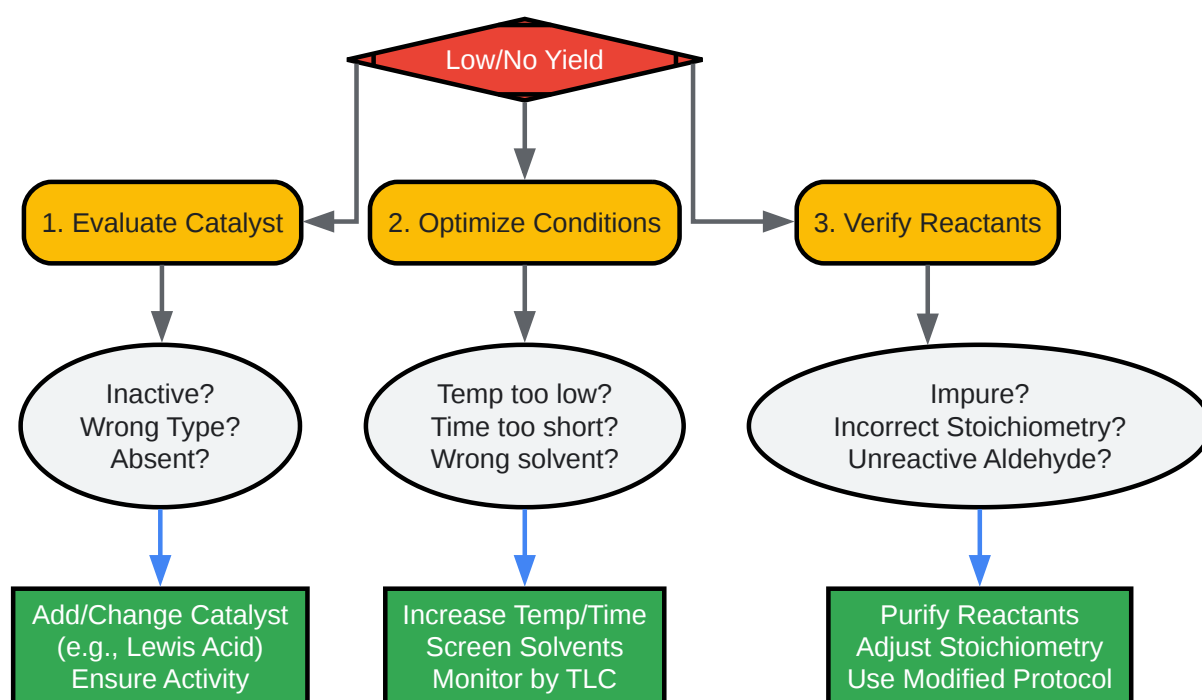 Low/No Yield
1. Evaluate Catalyst
2. Optimize Conditions
3. Verify Reactants
Inactive?
Wrong Type?
Absent?
Temp too low?
Time too short?
Wrong solvent?
Impure?
Incorrect Stoichiometry?
Unreactive Aldehyde?
Add/Change Catalyst
(e.g., Lewis Acid)
Ensure Activity
Increase Temp/Time
Screen Solvents
Monitor by TLC
Purify Reactants
Adjust Stoichiometry
Use Modified Protocol